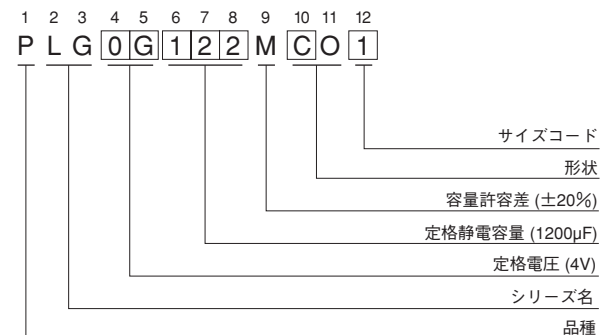 1 2 3 4 5 6 7 8 9 10 11 12
P L G 0 G 1 2 2 M C O 1
サイズコード
形状
容量許容差 (±20%)
定格静電容量 (1200µF)
定格電圧 (4V)
シリーズ名
品種